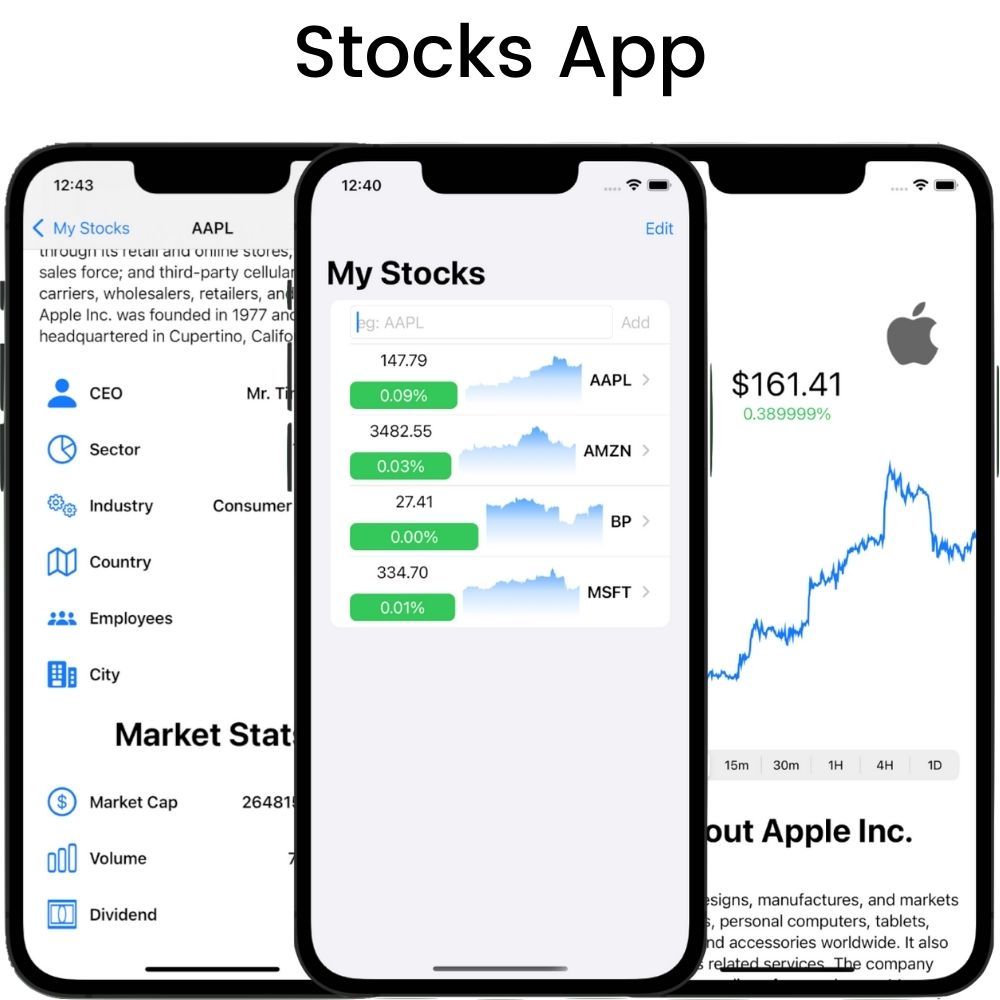 Stocks App
12:43
My Stocks
AAPL
through its retail and online stores,
sales force; and third-party cellular
carriers, wholesalers, retailers, and
Apple Inc. was founded in 1977 and
headquartered in Cupertino, Califo
CEO
Mr. Ti
Sector
Industry
Consumer
Country
Employees
City
Market Stats
Market Cap
26481
Volume
7
Dividend
12:40
Edit
My Stocks
eg: AAPL
Add
147.79
0.09%
AAPL
3482.55
0.03%
AMZN
27.41
0.00%
BP
334.70
0.01%
MSFT
$161.41
0.389999%
15m 30m 1H 4H 1D
out Apple Inc.
esigns, manufactures, and markets
s, personal computers, tablets,
nd accessories worldwide. It also
s related services. The company